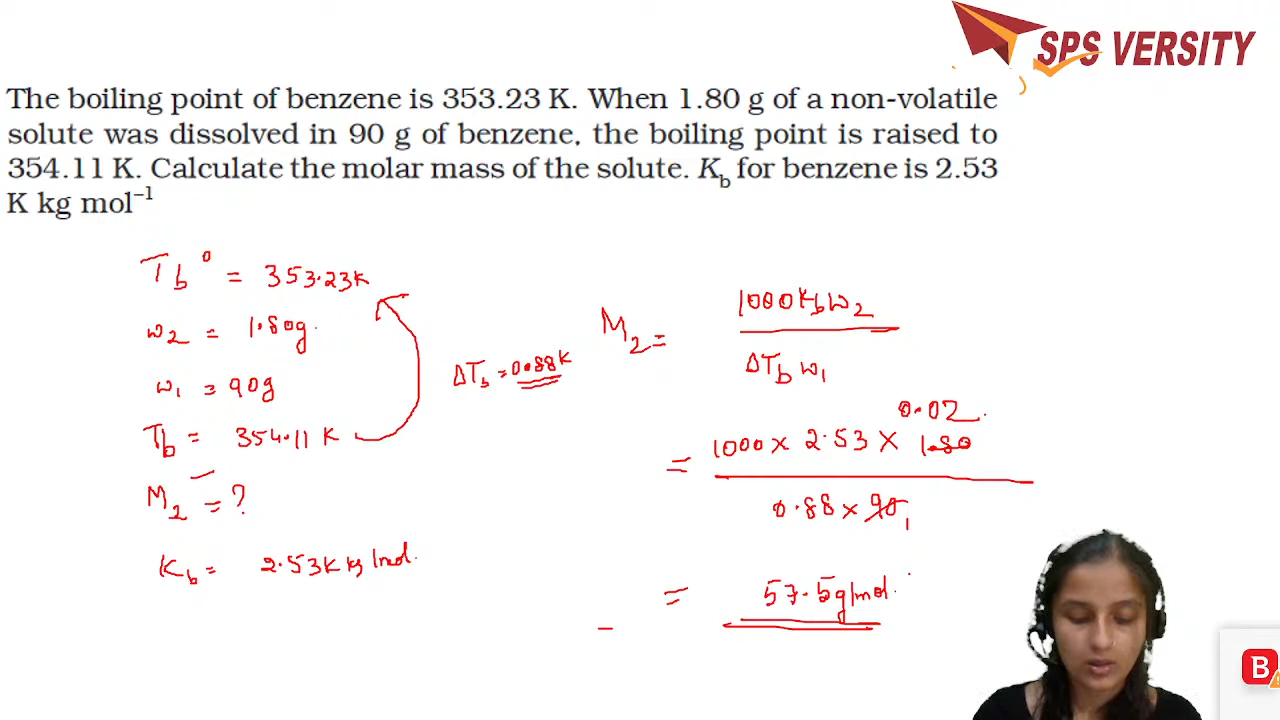 SPS VERSITY
The boiling point of benzene is 353.23 K. When 1.80 g of a non-volatile
solute was dissolved in 90 g of benzene, the boiling point is raised to
354.11 K. Calculate the molar mass of the solute. Kb for benzene is 2.53
K kg mol⁻¹
Tb° = 353.23K
w2 = 1.80g.
w1 = 90g
Tb = 354.11 K
M2 = ?
Kb = 2.53K kg/mol.
ΔTb = 0.88K
M2 = 1000KbW2
ΔTb w1
0.02
= 1000 × 2.53 × 1.80
0.88 × 90 1
= 57.5g/mol.
=
B